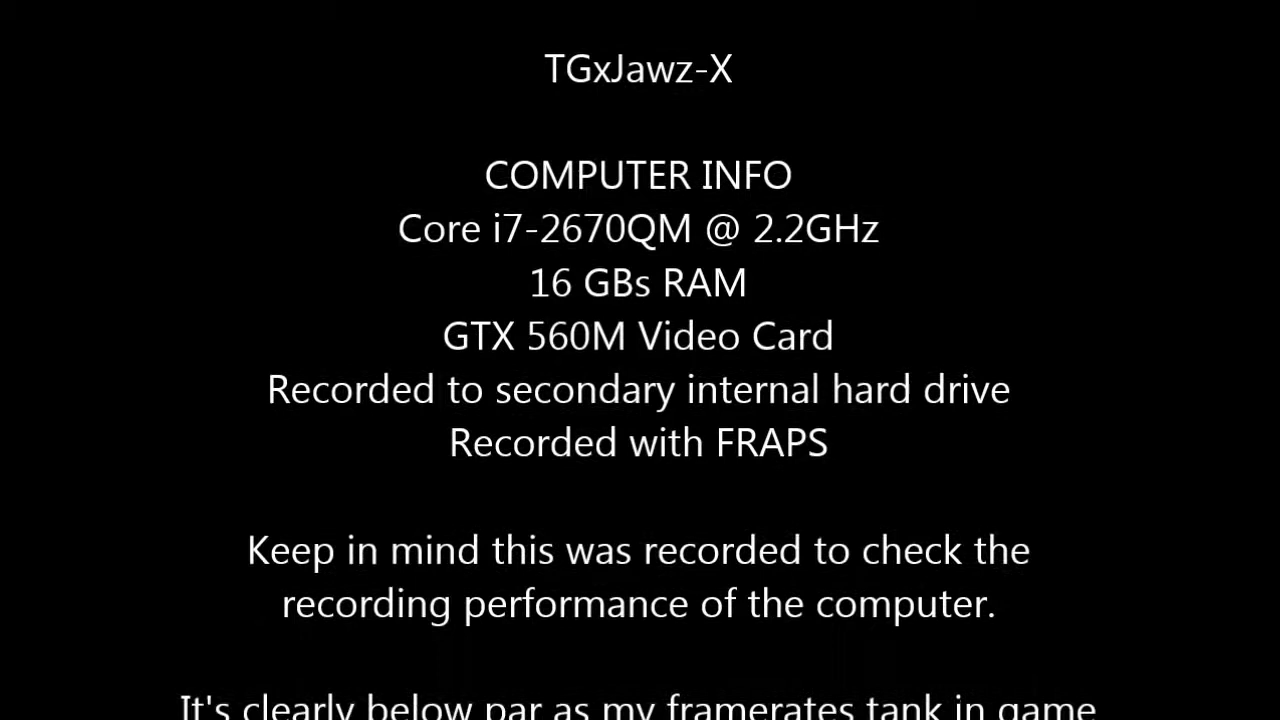 TGxJawz-X
COMPUTER INFO
Core i7-2670QM @ 2.2GHz
16 GBs RAM
GTX 560M Video Card
Recorded to secondary internal hard drive
Recorded with FRAPS
Keep in mind this was recorded to check the
recording performance of the computer.
It's clearly below par as my framerates tank in game